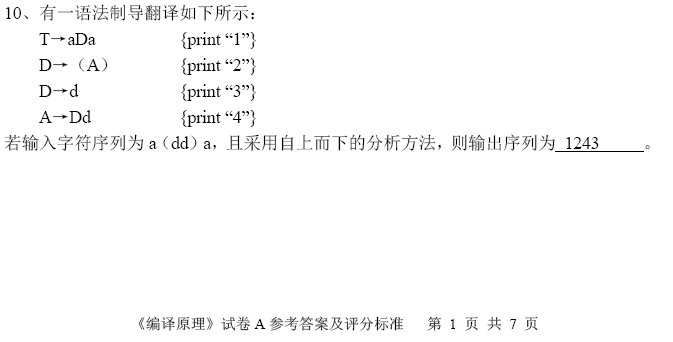 10、有一语法制导翻译如下所示：
T→aDa {print “1”}
D→（A） {print “2”}
D→d {print “3”}
A→Dd {print “4”}
若输入字符序列为 a（dd）a，且采用自上而下的分析方法，则输出序列为 1243 。
《编译原理》试卷 A 参考答案及评分标准 第 1 页 共 7 页